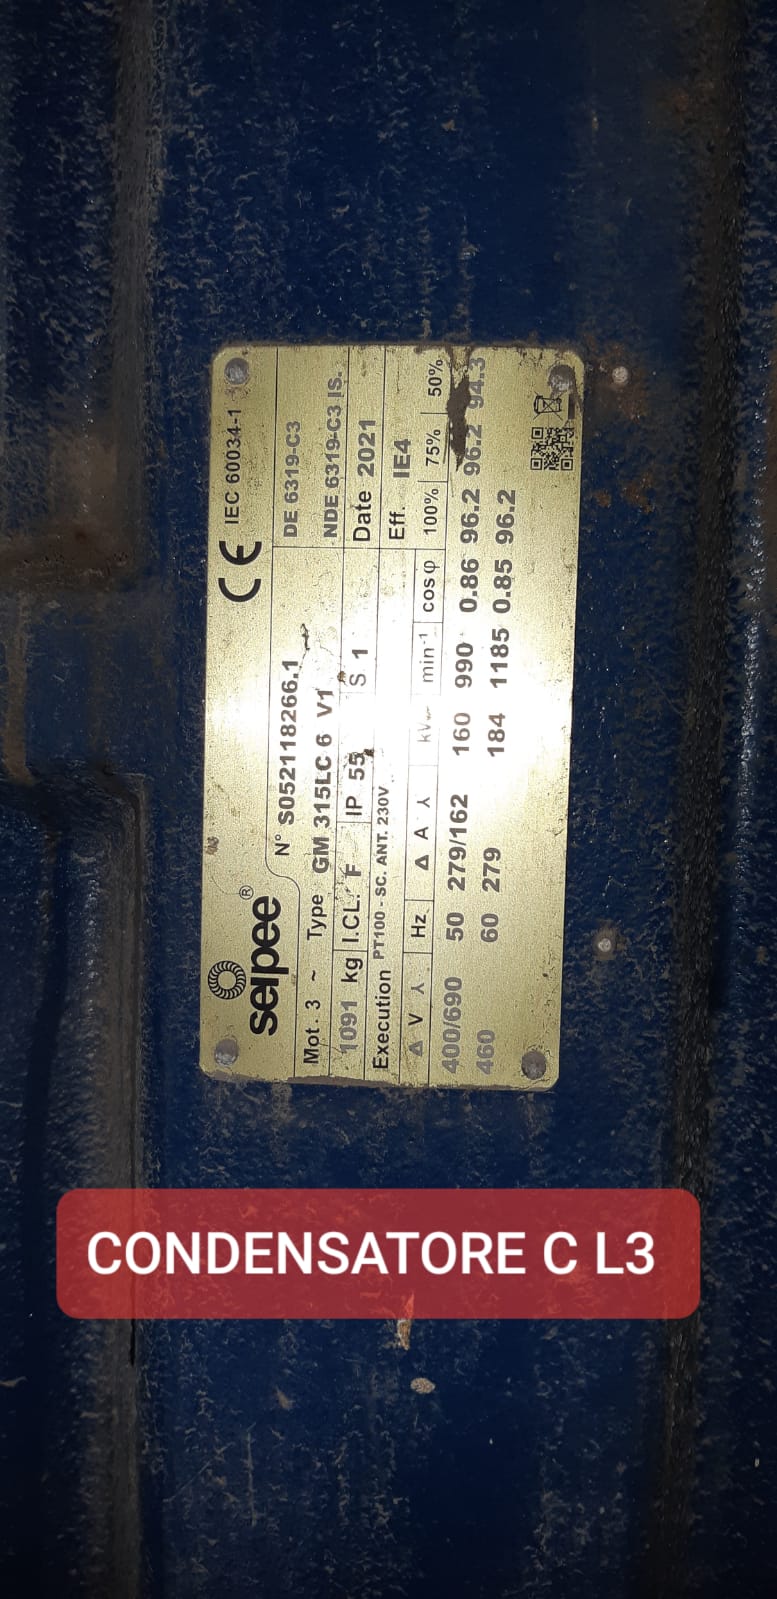 selpee®
CE IEC 60034-1
N° S052118266.1
DE 6319-C3
Mot. 3 ~ Type GM 315LC 6 V1
NDE 6319-C3 IS.
1091 kg I.CL. F IP 55 S 1
Date 2021
Execution PT100 - SC. ANT. 230V
Eff. IE4
Δ V ⅄ Hz Δ A ⅄ min⁻¹ cos φ 100% 75% 50%
400/690 50 279/162 160 990 0.86 96.2 96.2 94.3
460 60 279 184 1185 0.85 96.2
CONDENSATORE C L3